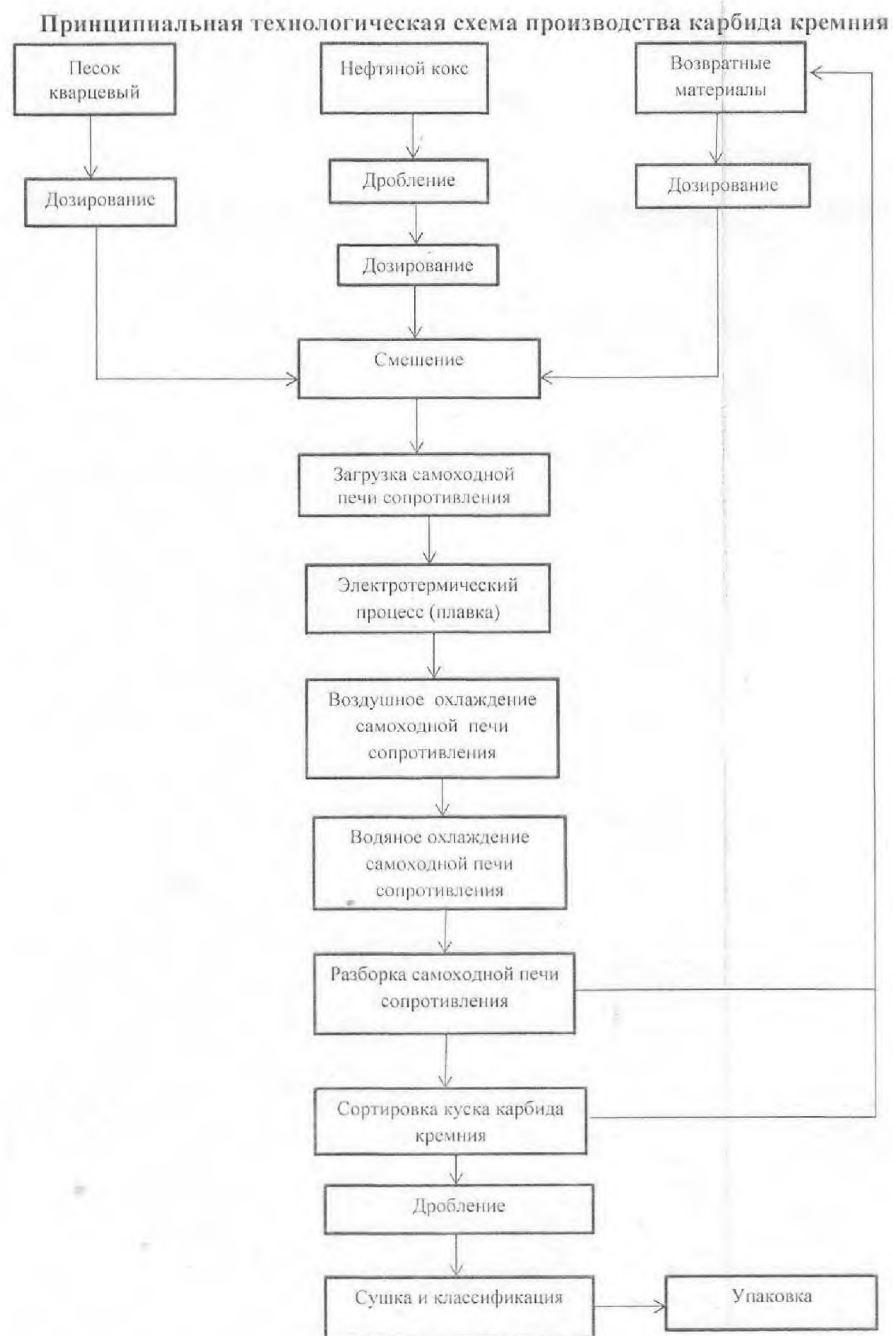 Принципиальная технологическая схема производства карбида кремния
Песок
кварцевый
Нефтяной кокс
Возвратные
материалы
Дозирование
Дробление
Дозирование
Дозирование
Смешение
Загрузка самоходной
печи сопротивления
Электротермический
процесс (плавка)
Воздушное охлаждение
самоходной печи
сопротивления
Водяное охлаждение
самоходной печи
сопротивления
Разборка самоходной печи
сопротивления
Сортировка куска карбида
кремния
Дробление
Сушка и классификация
Упаковка